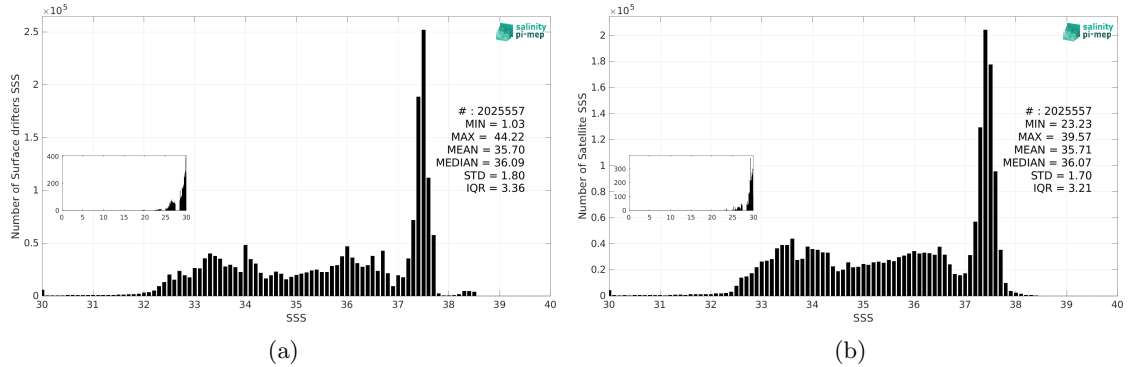 ×10⁵
2.5
2
1.5
1
0.5
0
Number of Surface drifters SSS
salinity
pi-mep
# : 2025557
MIN = 1.03
MAX = 44.22
MEAN = 35.70
MEDIAN = 36.09
STD = 1.80
IQR = 3.36
400
200
0
0 5 10 15 20 25 30
30 31 32 33 34 35 36 37 38 39 40
SSS
(a)
×10⁵
2
1.8
1.6
1.4
1.2
1
0.8
0.6
0.4
0.2
0
Number of Satellite SSS
salinity
pi-mep
# : 2025557
MIN = 23.23
MAX = 39.57
MEAN = 35.71
MEDIAN = 36.07
STD = 1.70
IQR = 3.21
300
200
100
0
0 5 10 15 20 25 30
30 31 32 33 34 35 36 37 38 39 40
SSS
(b)